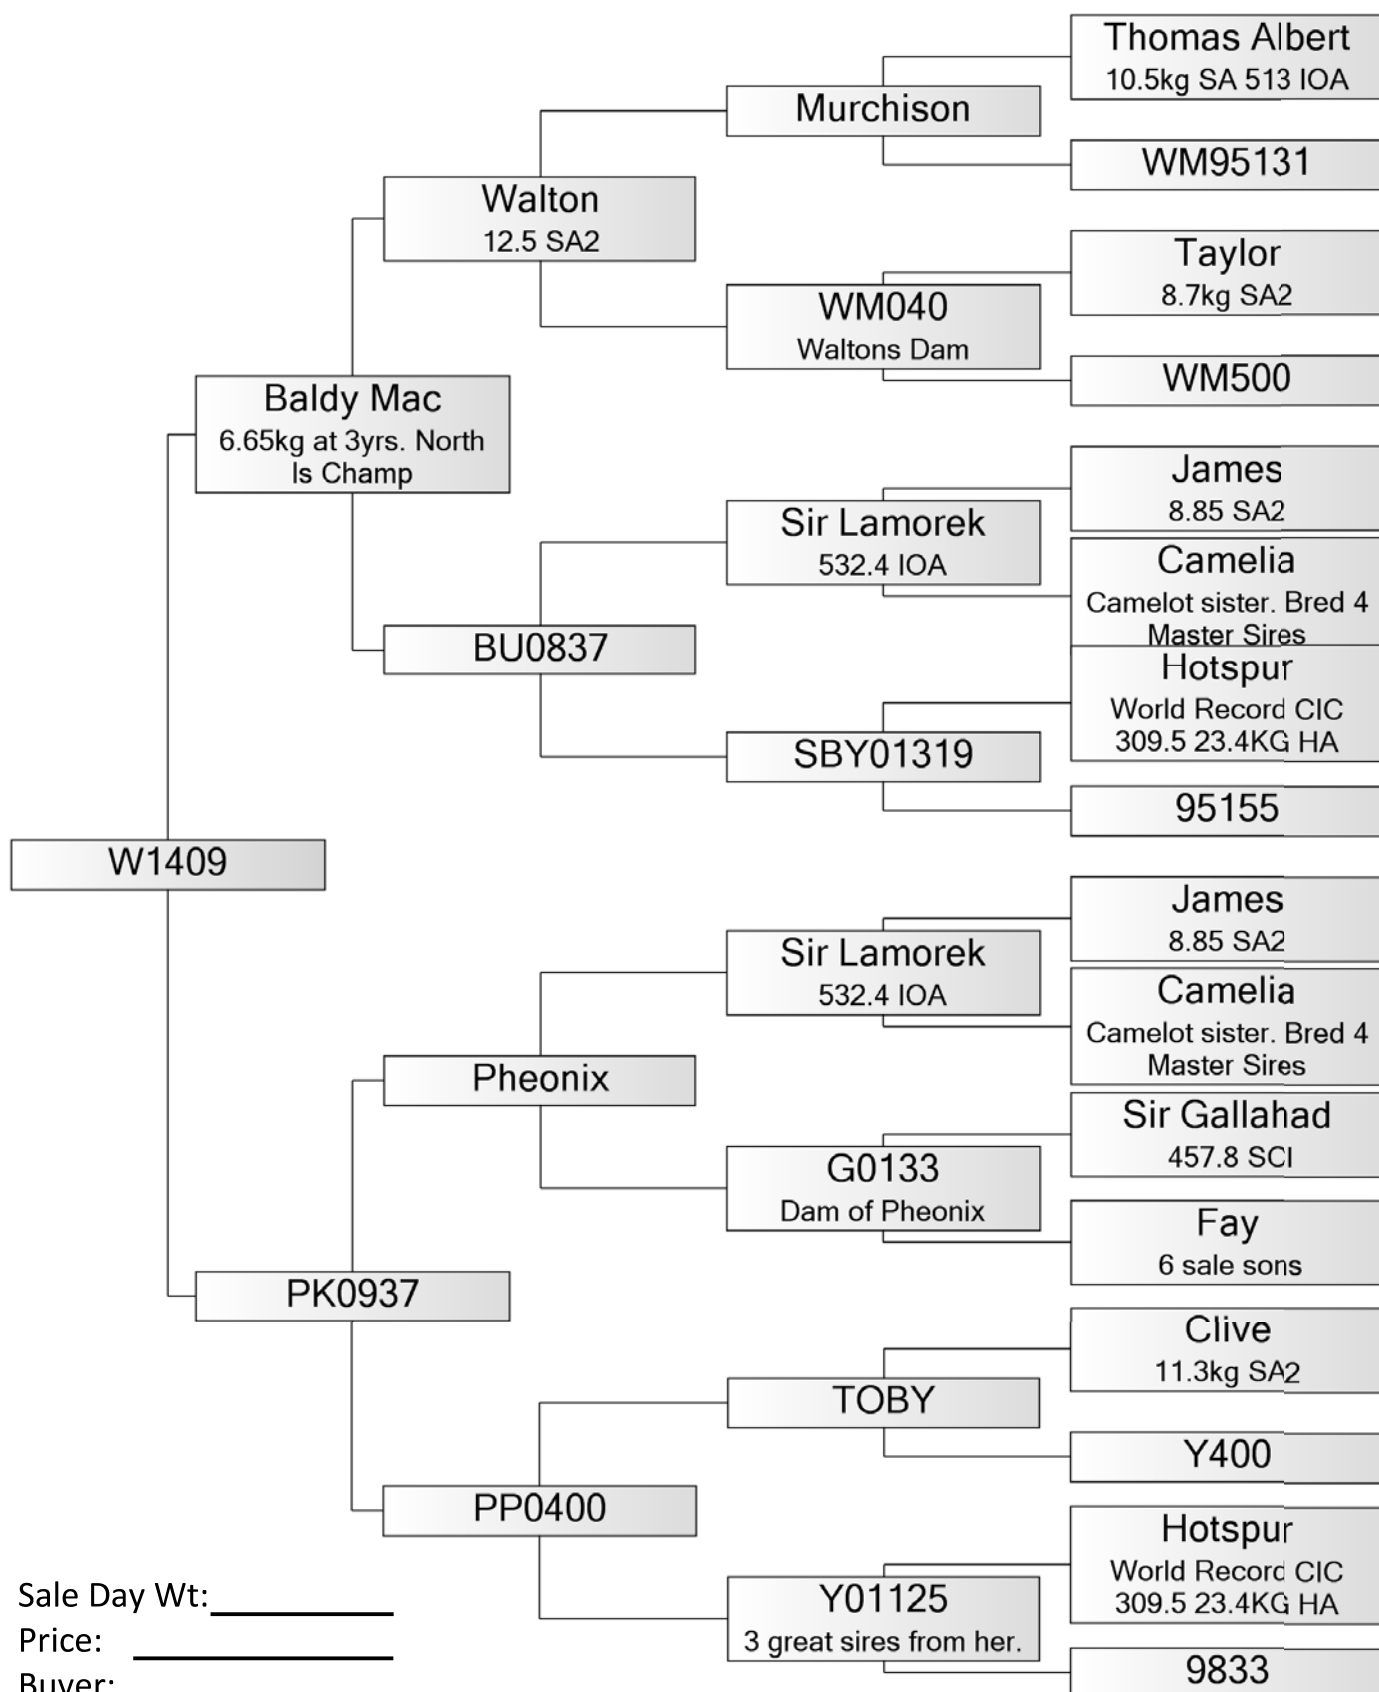 Thomas Albert
10.5kg SA 513 IOA
Murchison
WM95131
Walton
12.5 SA2
Taylor
8.7kg SA2
WM040
Waltons Dam
WM500
Baldy Mac
6.65kg at 3yrs. North
Is Champ
James
8.85 SA2
Sir Lamorek
532.4 IOA
Camelia
Camelot sister. Bred 4
Master Sires
BU0837
Hotspur
World Record CIC
309.5 23.4KG HA
SBY01319
95155
W1409
James
8.85 SA2
Sir Lamorek
532.4 IOA
Camelia
Camelot sister. Bred 4
Master Sires
Pheonix
Sir Gallahad
457.8 SCI
G0133
Dam of Pheonix
Fay
6 sale sons
PK0937
Clive
11.3kg SA2
TOBY
Y400
PP0400
Hotspur
World Record CIC
309.5 23.4KG HA
Y01125
3 great sires from her.
9833
Sale Day Wt:
Price:
Buyer: